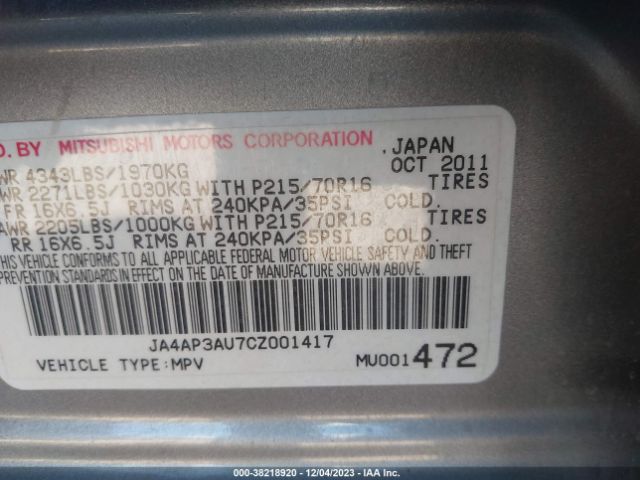 D. BY MITSUBISHI MOTORS CORPORATION . JAPAN
WR 4343LBS/1970KG OCT 2011
WR 2271LBS/1030KG WITH P215/70R16 TIRES
FR 16X6.5J RIMS AT 240KPA/35PSI COLD.
AWR 2205LBS/1000KG WITH P215/70R16 TIRES
RR 16X6.5J RIMS AT 240KPA/35PSI COLD.
THIS VEHICLE CONFORMS TO ALL APPLICABLE FEDERAL MOTOR VEHICLE SAFETY AND THEFT
PREVENTION STANDARDS IN EFFECT ON THE DATE OF MANUFACTURE SHOWN ABOVE.
JA4AP3AU7CZ001417
VEHICLE TYPE:MPV MU001472
000-38218920 - 12/04/2023 - IAA Inc.